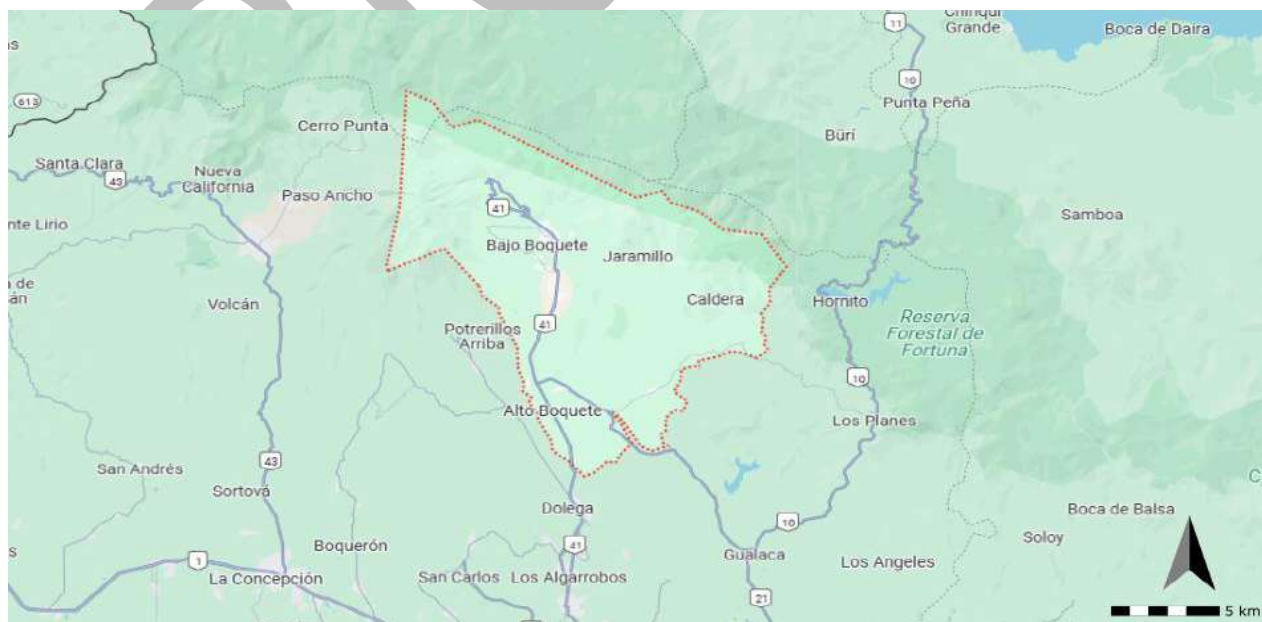 11
Chiriquí
Grande
Boca de Daira
10
613
Punta Peña
Cerro Punta
Bürí
Santa Clara
43
Nueva
California
Paso Ancho
41
Samboa
nte Lirio
Bajo Boquete
Jaramillo
Volcán
Caldera
Hornito
Reserva
Forestal de
Fortuna
Potrerillos
Arriba
41
10
Alto Boquete
Los Planes
San Andrés
43
Sortová
Dolega
Boca de Balsa
10
Soloy
Boquerón
41
Gualaca
Los Angeles
1
La Concepción
San Carlos
Los Algarrobos
21
5 km